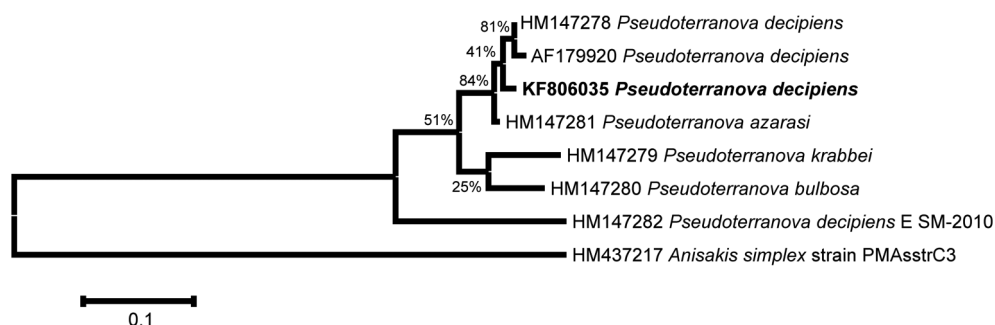 HM147278 Pseudoterranova decipiens
81%
AF179920 Pseudoterranova decipiens
41%
KF806035 Pseudoterranova decipiens
84%
HM147281 Pseudoterranova azarasi
51%
HM147279 Pseudoterranova krabbei
25%
HM147280 Pseudoterranova bulbosa
HM147282 Pseudoterranova decipiens E SM-2010
HM437217 Anisakis simplex strain PMAsstrC3
0.1